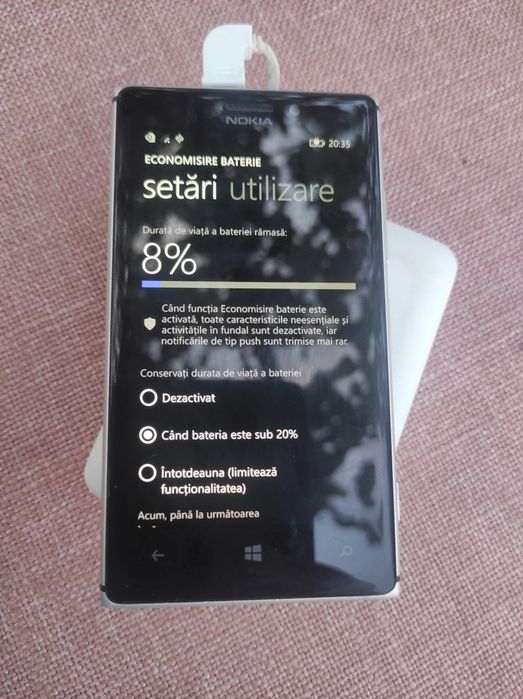 NOKIA
20:35
ECONOMISIRE BATERIE
setări utilizare
Durată de viață a bateriei rămasă:
8%
Când funcția Economisire baterie este
activată, toate caracteristicile neesențiale și
activitățile în fundal sunt dezactivate, iar
notificările de tip push sunt trimise mai rar.
Conservați durata de viață a bateriei
Dezactivat
Când bateria este sub 20%
Întotdeauna (limitează
funcționalitatea)
Acum, până la următoarea